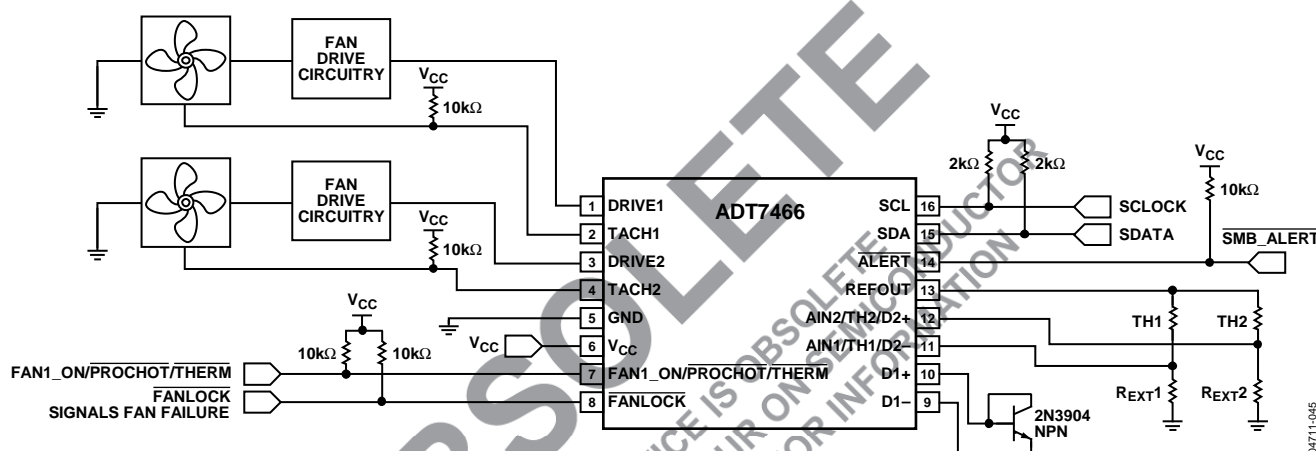 FAN
DRIVE
CIRCUITRY
VCC
10kΩ
FAN
DRIVE
CIRCUITRY
VCC
10kΩ
VCC
10kΩ
10kΩ
FAN1_ON/PROCHOT/THERM
FANLOCK
SIGNALS FAN FAILURE
VCC
ADT7466
1 DRIVE1
2 TACH1
3 DRIVE2
4 TACH2
5 GND
6 VCC
7 FAN1_ON/PROCHOT/THERM
8 FANLOCK
SCL 16
SDA 15
ALERT 14
REFOUT 13
AIN2/TH2/D2+ 12
AIN1/TH1/D2– 11
D1+ 10
D1– 9
VCC
2kΩ
2kΩ
VCC
10kΩ
SCLOCK
SDATA
SMB_ALERT
TH1
TH2
REXT1
REXT2
2N3904
NPN
04711-045
OBSOLETE